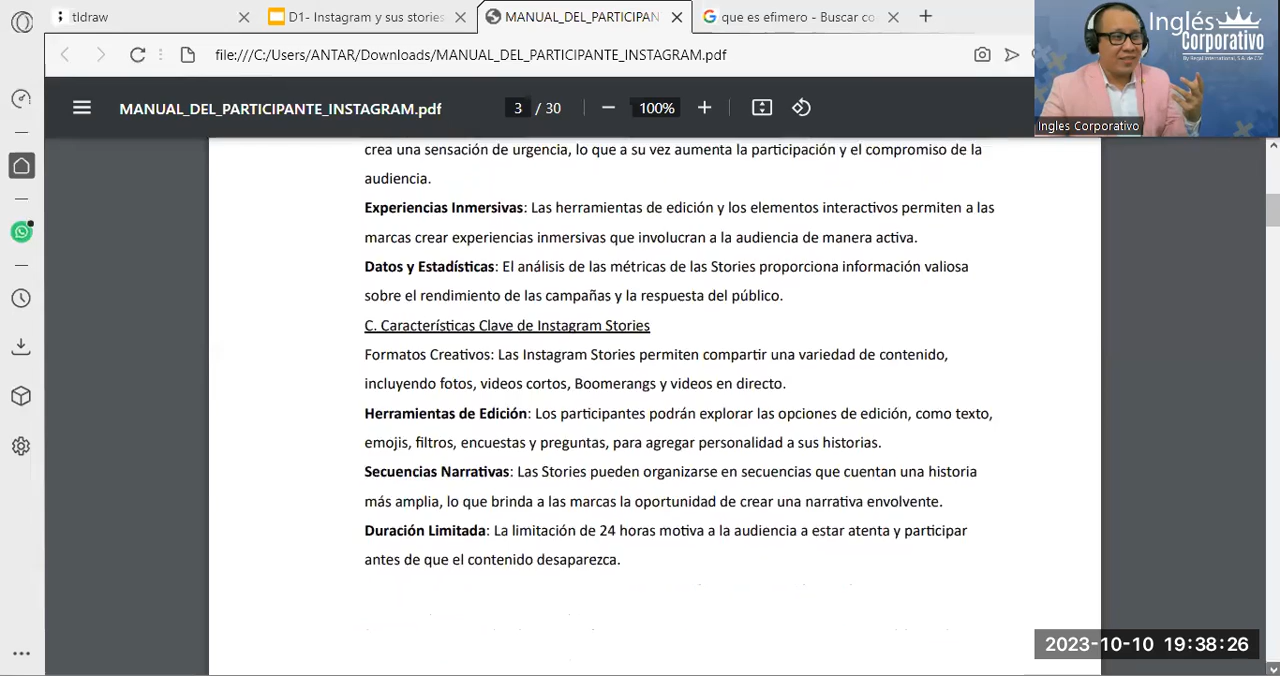 tldraw
D1- Instagram y sus stories
MANUAL_DEL_PARTICIPAN
que es efimero - Buscar co
file:///C:/Users/ANTAR/Downloads/MANUAL_DEL_PARTICIPANTE_INSTAGRAM.pdf
Inglés
Corporativo
By Regal International, S.A. de C.V.
Ingles Corporativo
MANUAL_DEL_PARTICIPANTE_INSTAGRAM.pdf
3 / 30
100%
crea una sensación de urgencia, lo que a su vez aumenta la participación y el compromiso de la
audiencia.
Experiencias Inmersivas: Las herramientas de edición y los elementos interactivos permiten a las
marcas crear experiencias inmersivas que involucran a la audiencia de manera activa.
Datos y Estadísticas: El análisis de las métricas de las Stories proporciona información valiosa
sobre el rendimiento de las campañas y la respuesta del público.
C. Características Clave de Instagram Stories
Formatos Creativos: Las Instagram Stories permiten compartir una variedad de contenido,
incluyendo fotos, videos cortos, Boomerangs y videos en directo.
Herramientas de Edición: Los participantes podrán explorar las opciones de edición, como texto,
emojis, filtros, encuestas y preguntas, para agregar personalidad a sus historias.
Secuencias Narrativas: Las Stories pueden organizarse en secuencias que cuentan una historia
más amplia, lo que brinda a las marcas la oportunidad de crear una narrativa envolvente.
Duración Limitada: La limitación de 24 horas motiva a la audiencia a estar atenta y participar
antes de que el contenido desaparezca.
2023-10-10 19:38:26